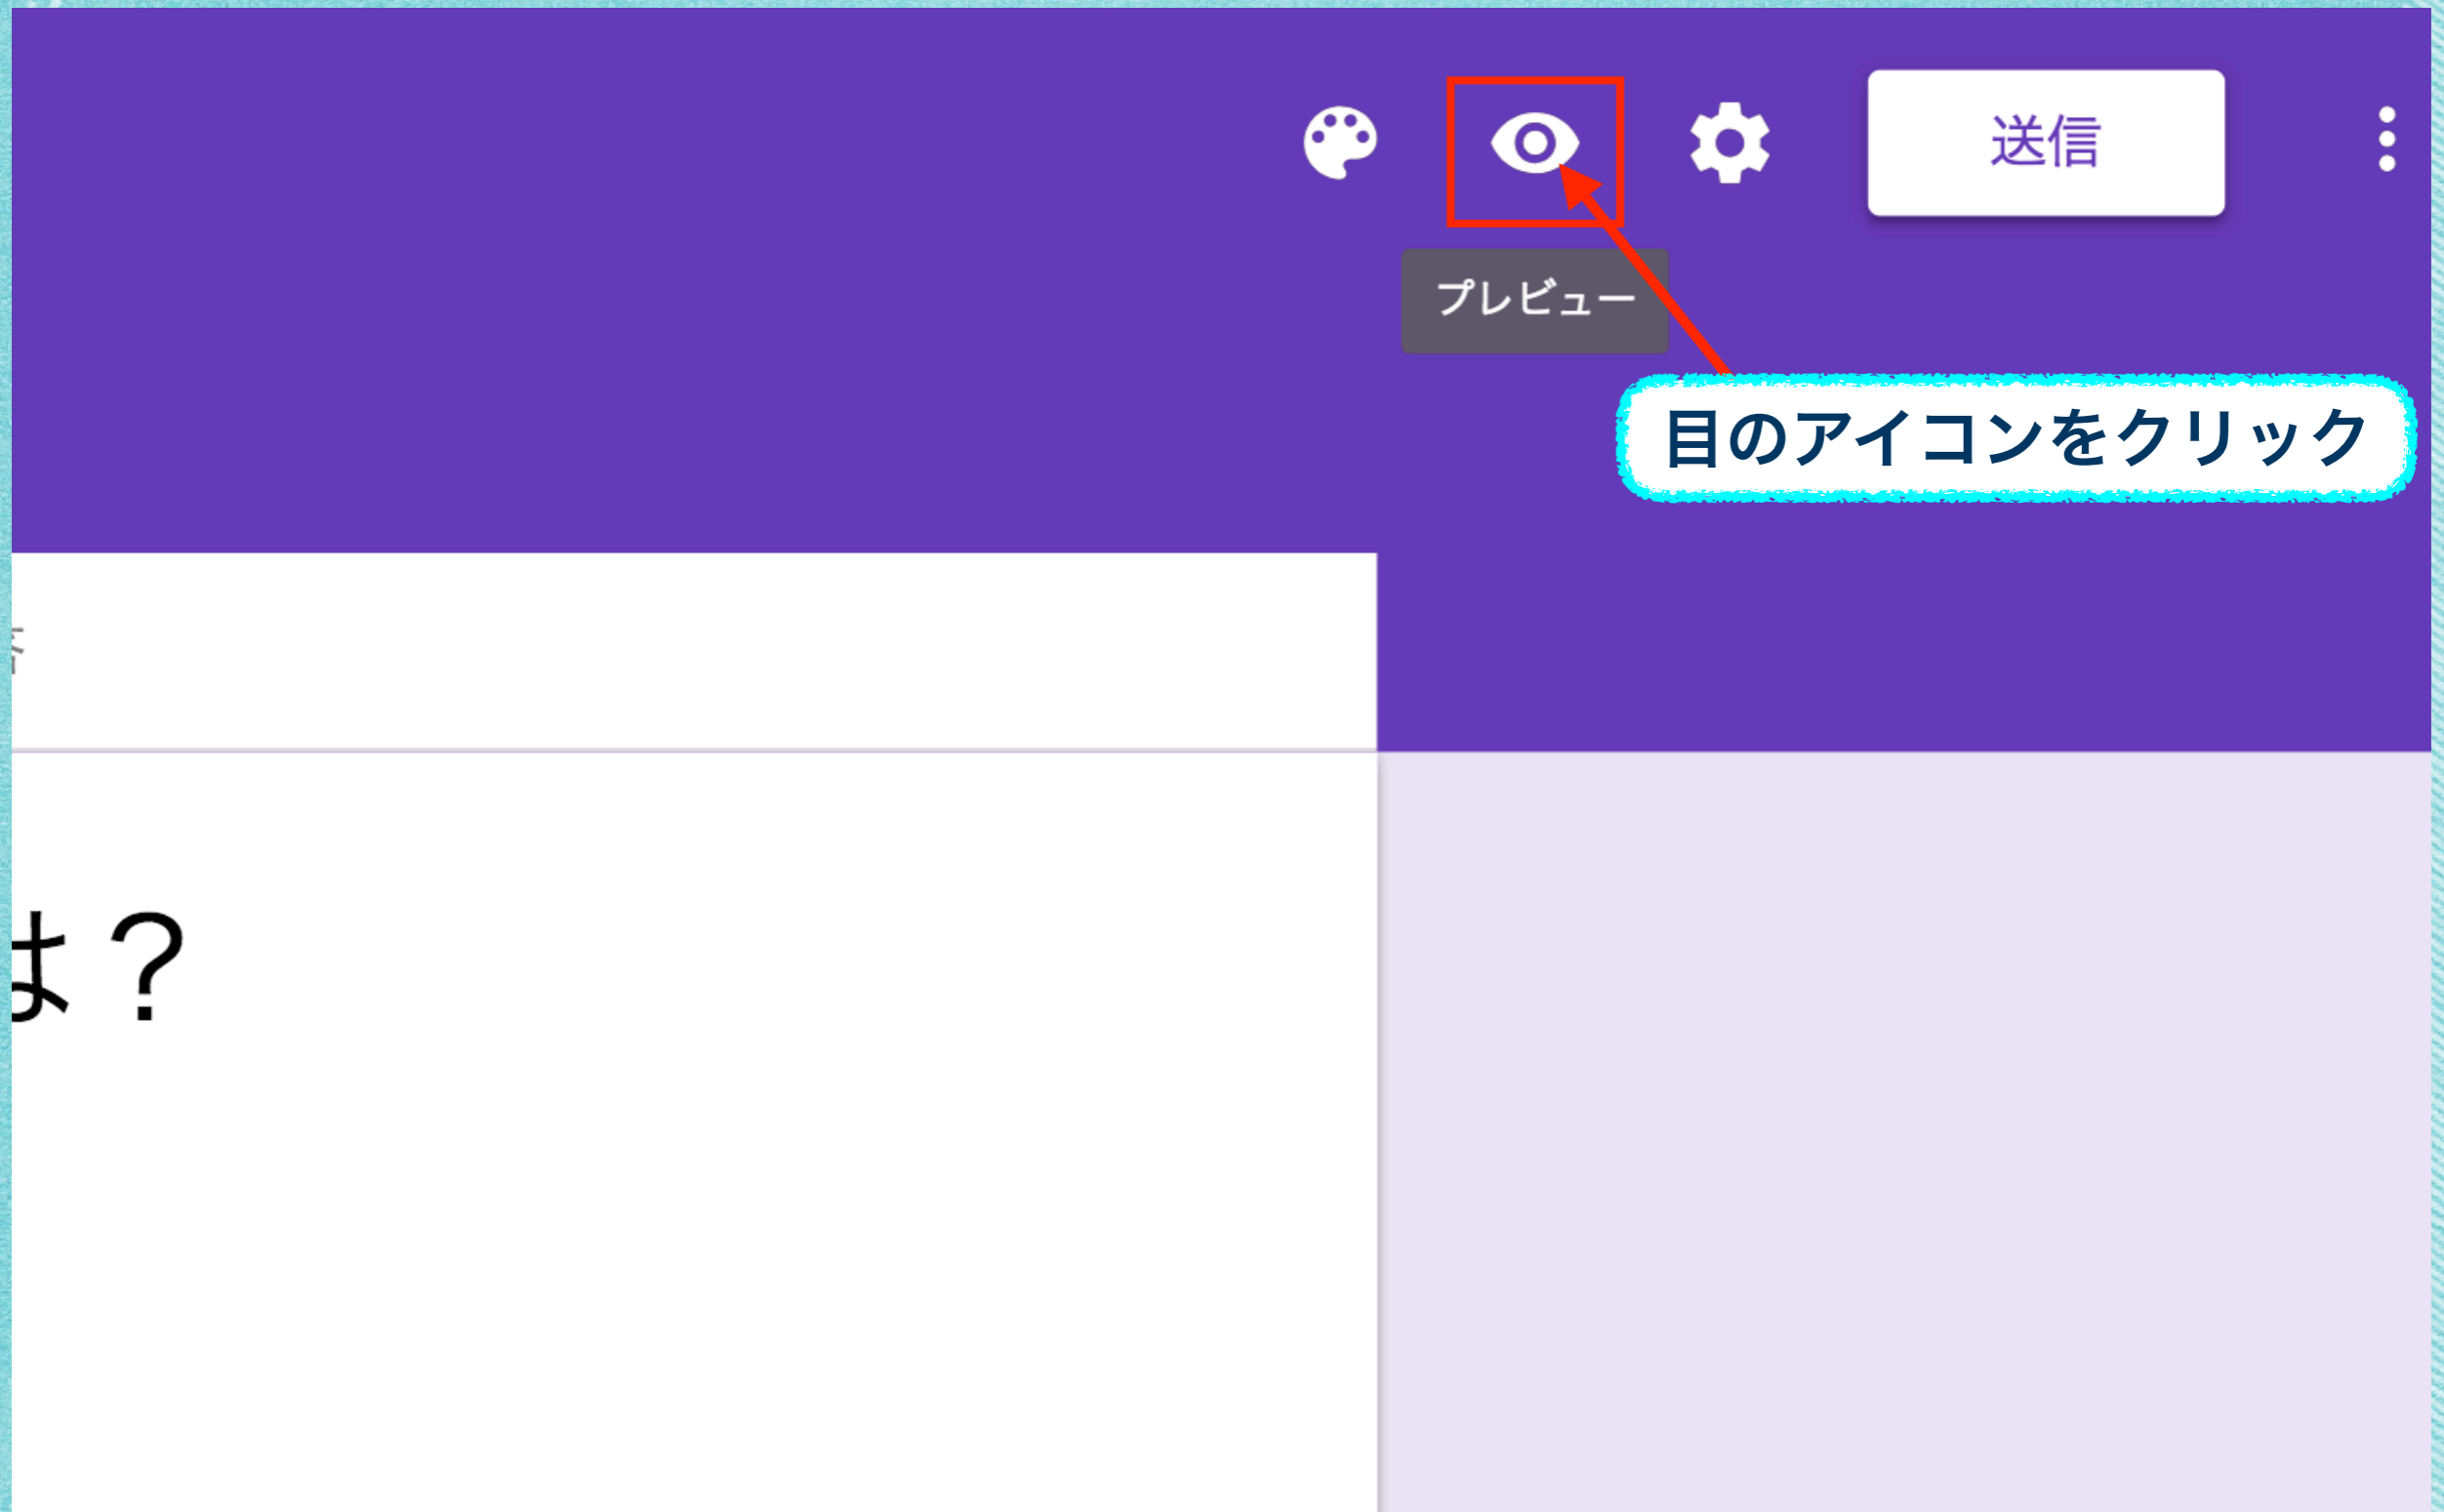 送信
プレビュー
目のアイコンをクリック
は？